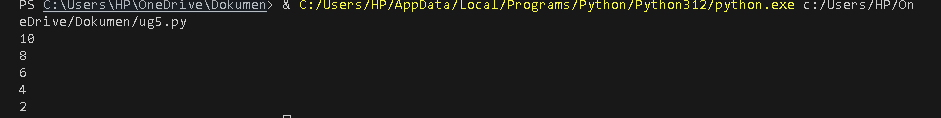 PS C:\Users\HP\OneDrive\Dokumen> & C:/Users/HP/AppData/Local/Programs/Python/Python312/python.exe c:/Users/HP/On
eDrive/Dokumen/ug5.py
10
8
6
4
2